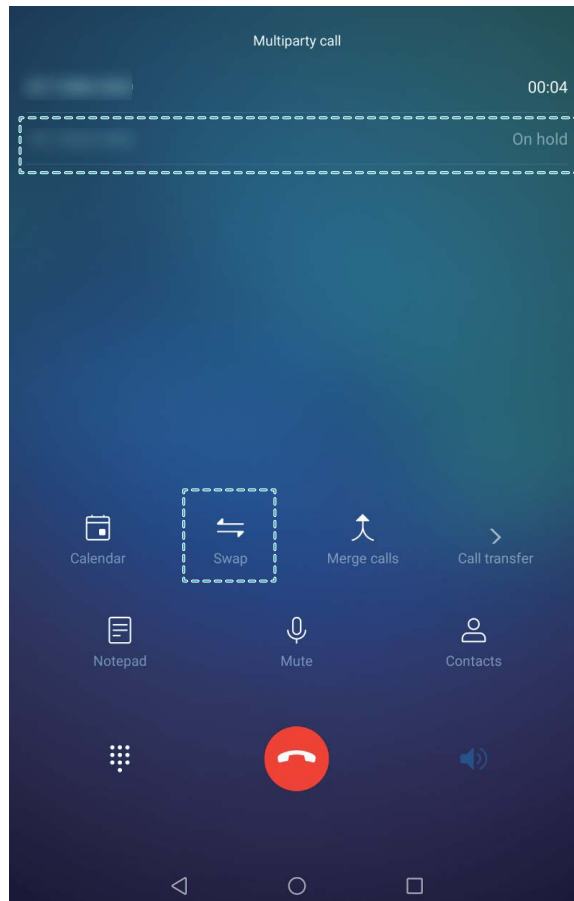 Multiparty call
00:04
On hold
Calendar Swap Merge calls Call transfer
Notepad Mute Contacts